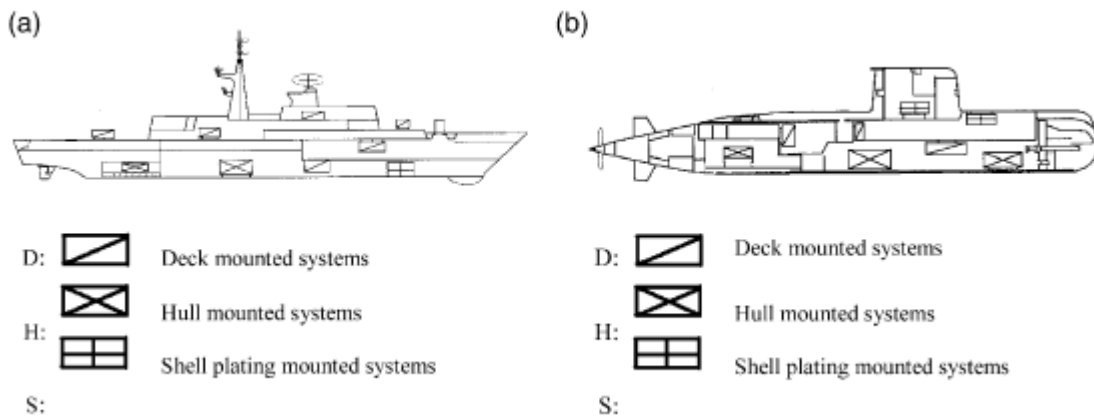 (a)
(b)
D: Deck mounted systems
Hull mounted systems
H:
Shell plating mounted systems
S:
D: Deck mounted systems
Hull mounted systems
H:
Shell plating mounted systems
S: